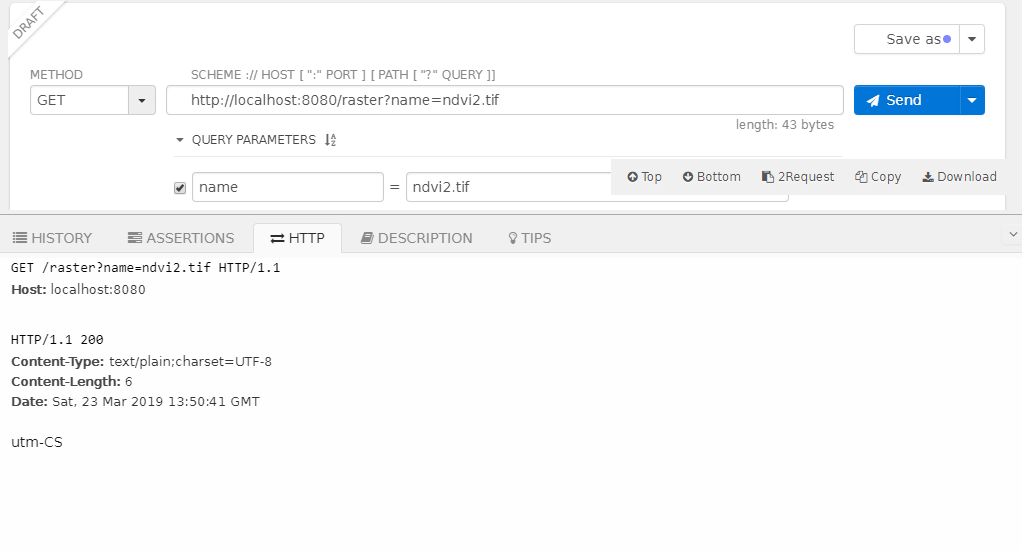 DRAFT
Save as
METHOD
SCHEME :// HOST [ ":" PORT ] [ PATH [ "?" QUERY ]]
GET
http://localhost:8080/raster?name=ndvi2.tif
Send
length: 43 bytes
QUERY PARAMETERS
name = ndvi2.tif
Top Bottom 2Request Copy Download
HISTORY ASSERTIONS HTTP DESCRIPTION TIPS
GET /raster?name=ndvi2.tif HTTP/1.1
Host: localhost:8080
HTTP/1.1 200
Content-Type: text/plain;charset=UTF-8
Content-Length: 6
Date: Sat, 23 Mar 2019 13:50:41 GMT
utm-CS